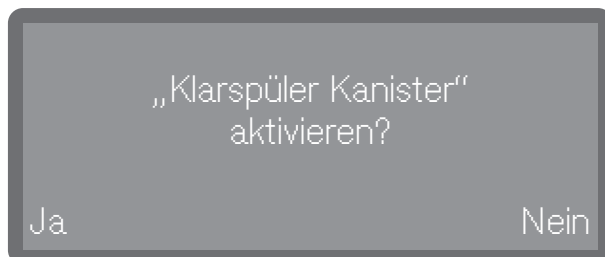 „Klarspüler Kanister“
aktivieren?
Ja Nein